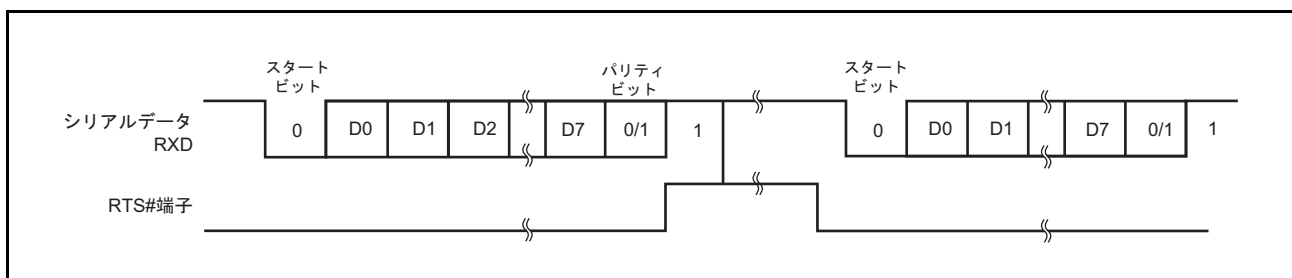 スタート
ビット
パリティ
ビット
スタート
ビット
シリアルデータ
RXD
0 D0 D1 D2 D7 0/1 1 0 D0 D1 D7 0/1 1
RTS#端子